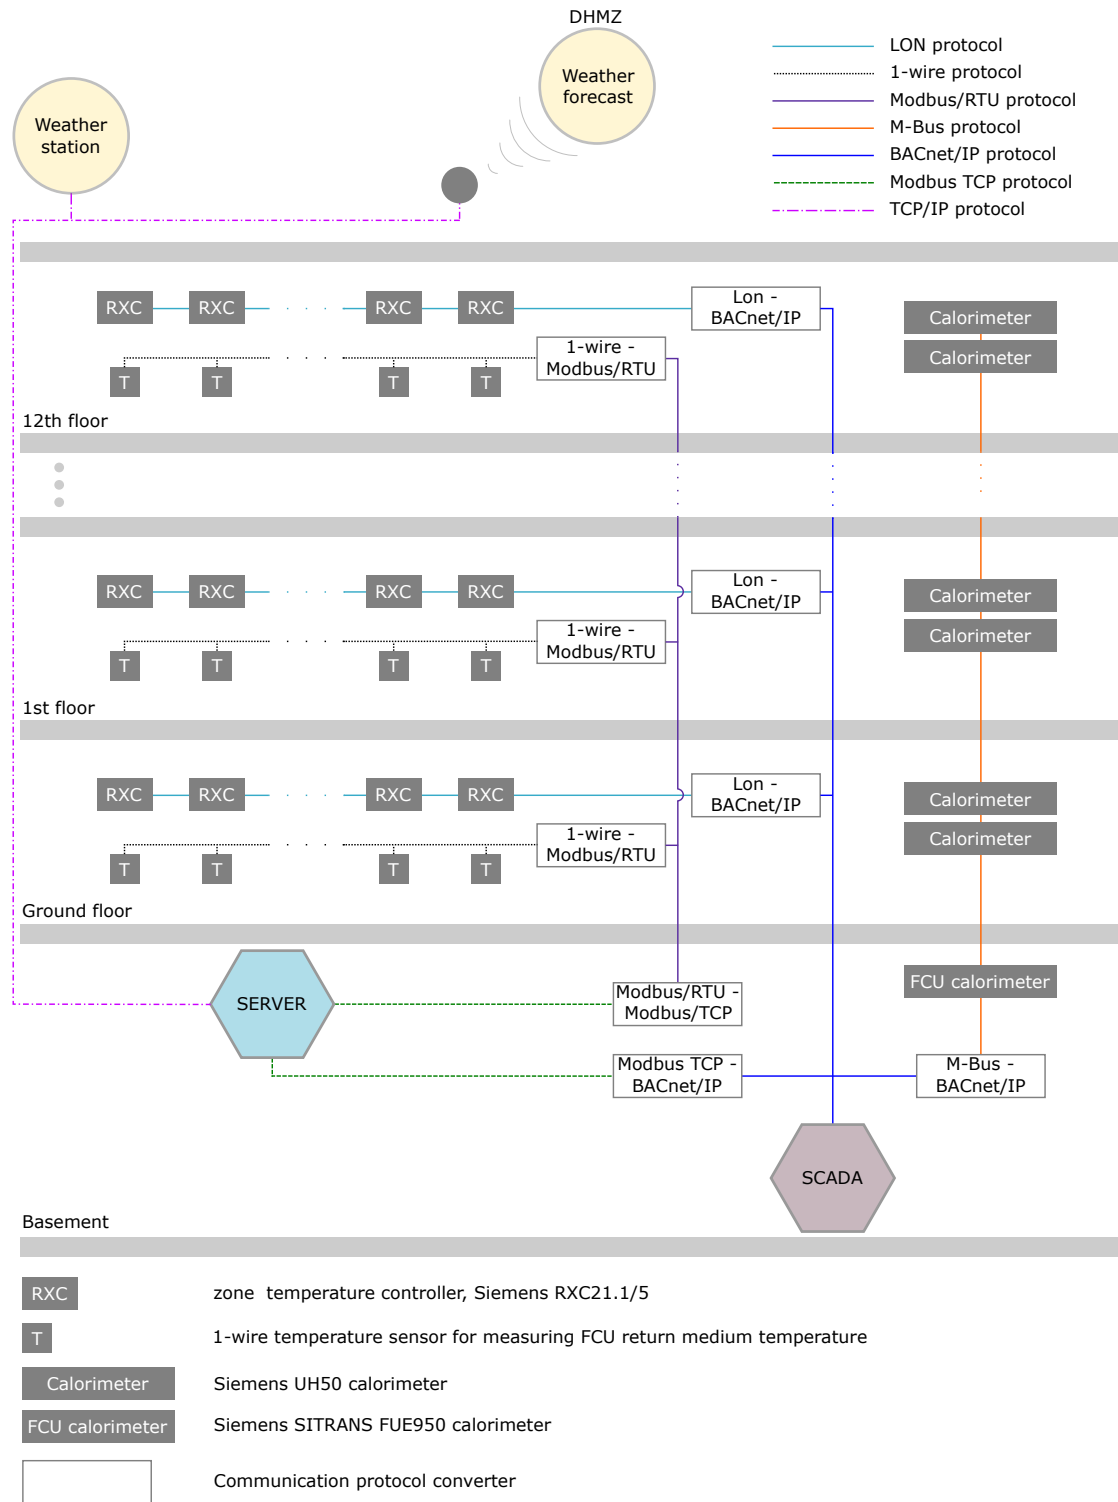 DHMZ
Weather
forecast
Weather
station
LON protocol
1-wire protocol
Modbus/RTU protocol
M-Bus protocol
BACnet/IP protocol
Modbus TCP protocol
TCP/IP protocol
RXC RXC RXC RXC
Lon -
BACnet/IP
Calorimeter
Calorimeter
1-wire -
Modbus/RTU
T T T T
12th floor
RXC RXC RXC RXC
Lon -
BACnet/IP
Calorimeter
Calorimeter
1-wire -
Modbus/RTU
T T T T
1st floor
RXC RXC RXC RXC
Lon -
BACnet/IP
Calorimeter
Calorimeter
1-wire -
Modbus/RTU
T T T T
Ground floor
FCU calorimeter
SERVER
Modbus/RTU -
Modbus/TCP
Modbus TCP -
BACnet/IP
M-Bus -
BACnet/IP
SCADA
Basement
RXC zone temperature controller, Siemens RXC21.1/5
T 1-wire temperature sensor for measuring FCU return medium temperature
Calorimeter Siemens UH50 calorimeter
FCU calorimeter Siemens SITRANS FUE950 calorimeter
Communication protocol converter